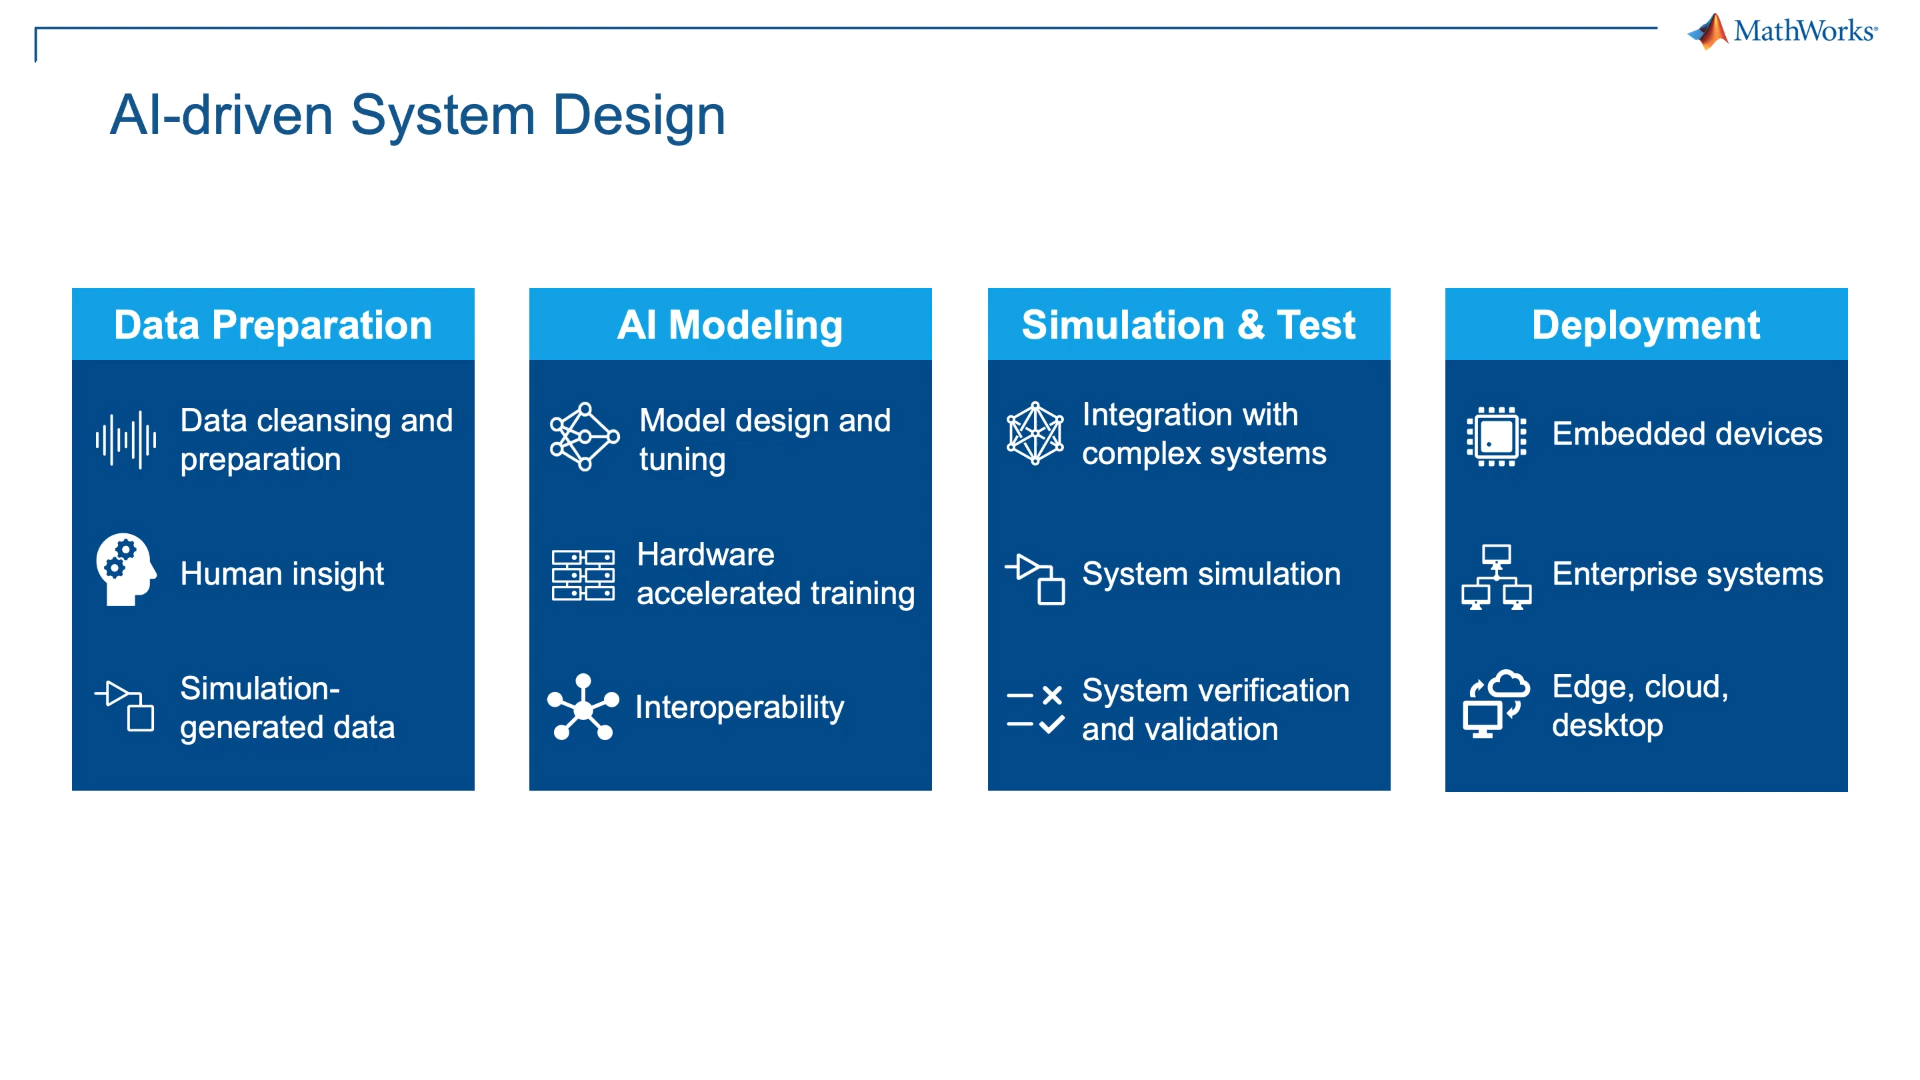 MathWorks®
AI-driven System Design
Data Preparation
Data cleansing and
preparation
Human insight
Simulation-
generated data
AI Modeling
Model design and
tuning
Hardware
accelerated training
Interoperability
Simulation & Test
Integration with
complex systems
System simulation
System verification
and validation
Deployment
Embedded devices
Enterprise systems
Edge, cloud,
desktop